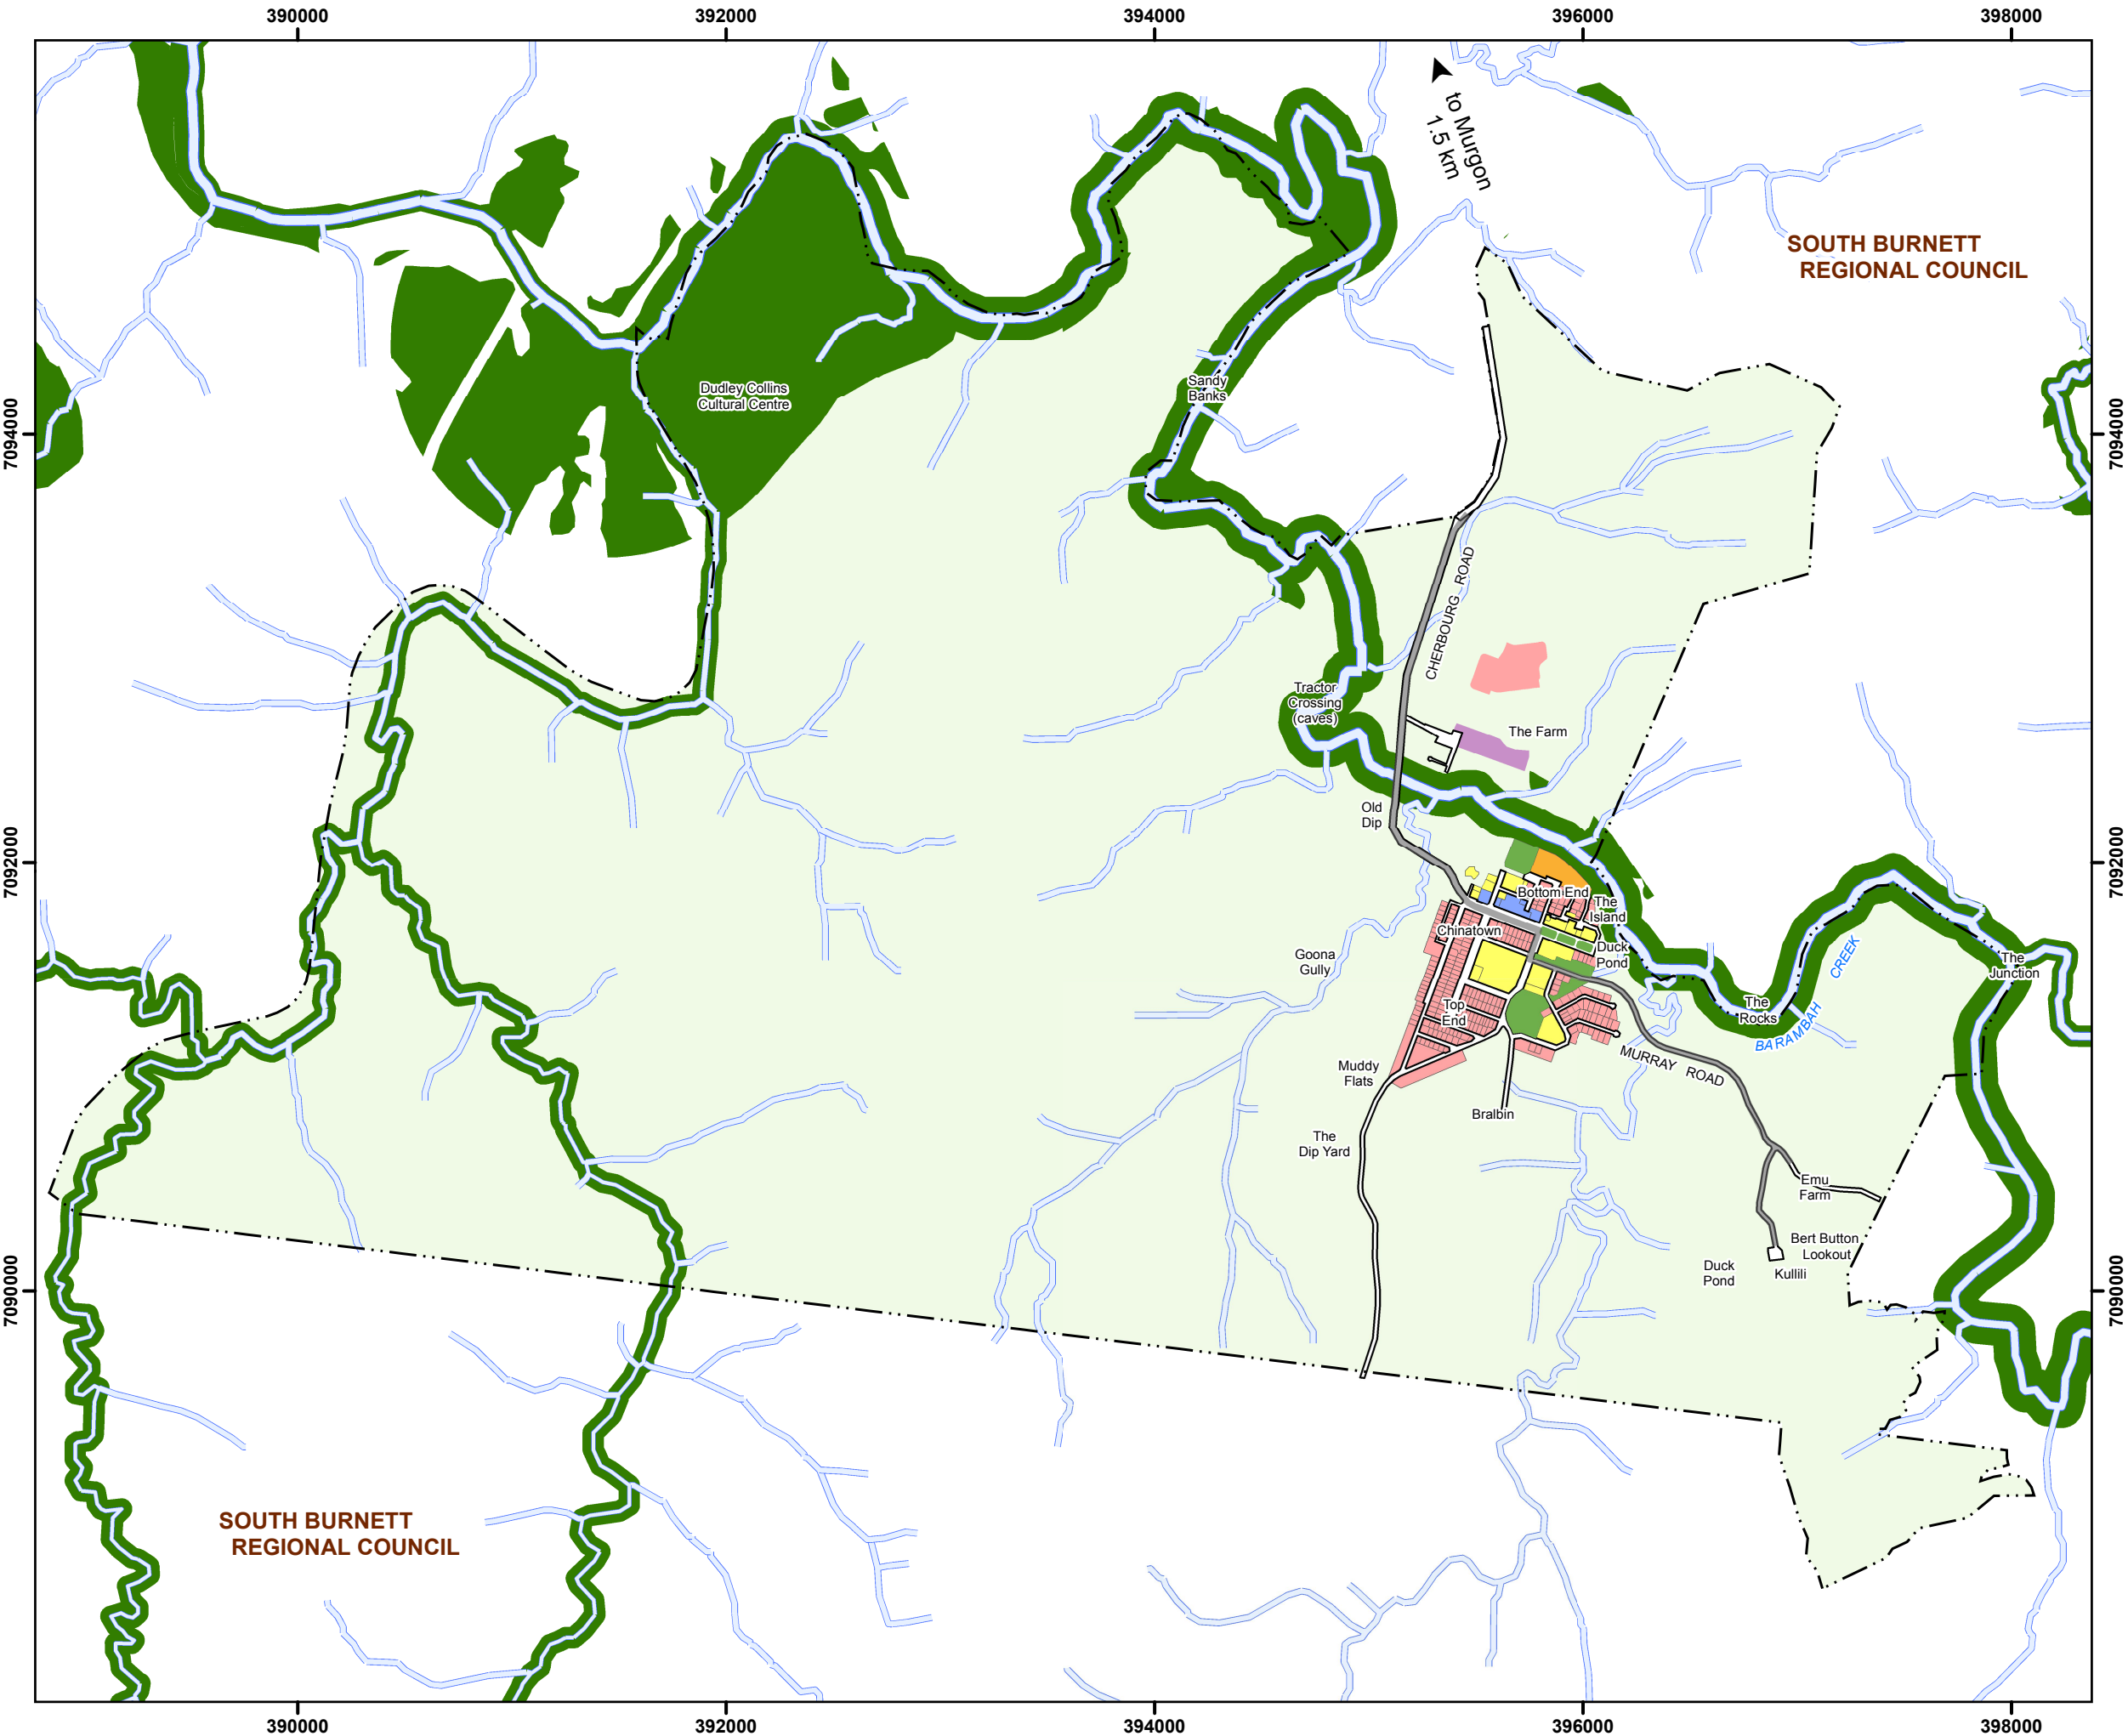 390000
392000
394000
396000
398000
to Murgon
1.5 km
SOUTH BURNETT
REGIONAL COUNCIL
Dudley Collins
Cultural Centre
Sandy
Banks
7094000
7094000
CHERBOURG ROAD
Tractor
Crossing
(caves)
The Farm
Old
Dip
7092000
7092000
Bottom End
The
Island
Chinatown
Duck
Pond
Goona
Gully
The
Junction
BARAMBAH CREEK
The
Rocks
Top
End
MURRAY ROAD
Muddy
Flats
Bralbin
The
Dip Yard
Emu
Farm
Bert Button
Lookout
Duck
Pond
Kullili
7090000
7090000
SOUTH BURNETT
REGIONAL COUNCIL
390000
392000
394000
396000
398000